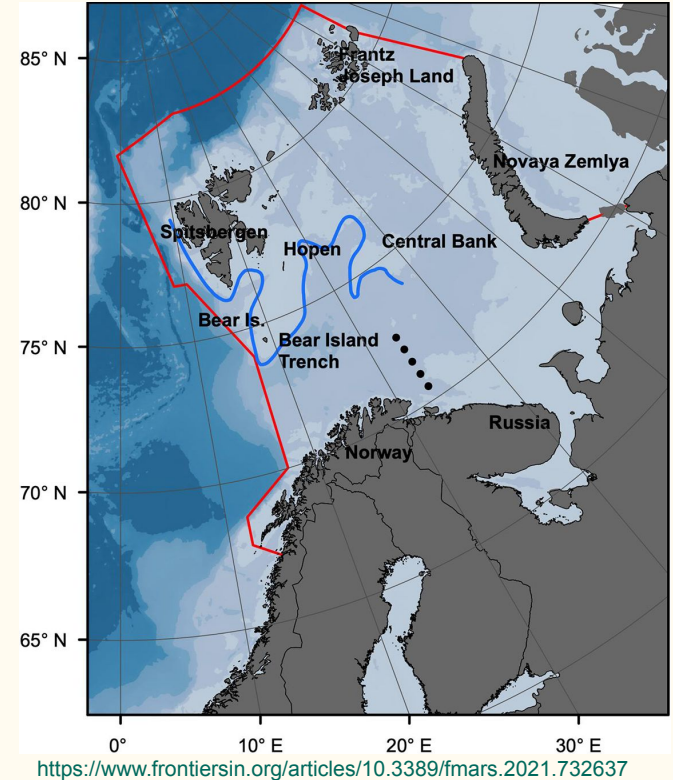 85° N
Frantz
Joseph Land
Novaya Zemlya
80° N
Spitsbergen
Hopen
Central Bank
Bear Is.
75° N
Bear Island
Trench
Russia
Norway
70° N
65° N
0°
10° E
20° E
30° E
https://www.frontiersin.org/articles/10.3389/fmars.2021.732637